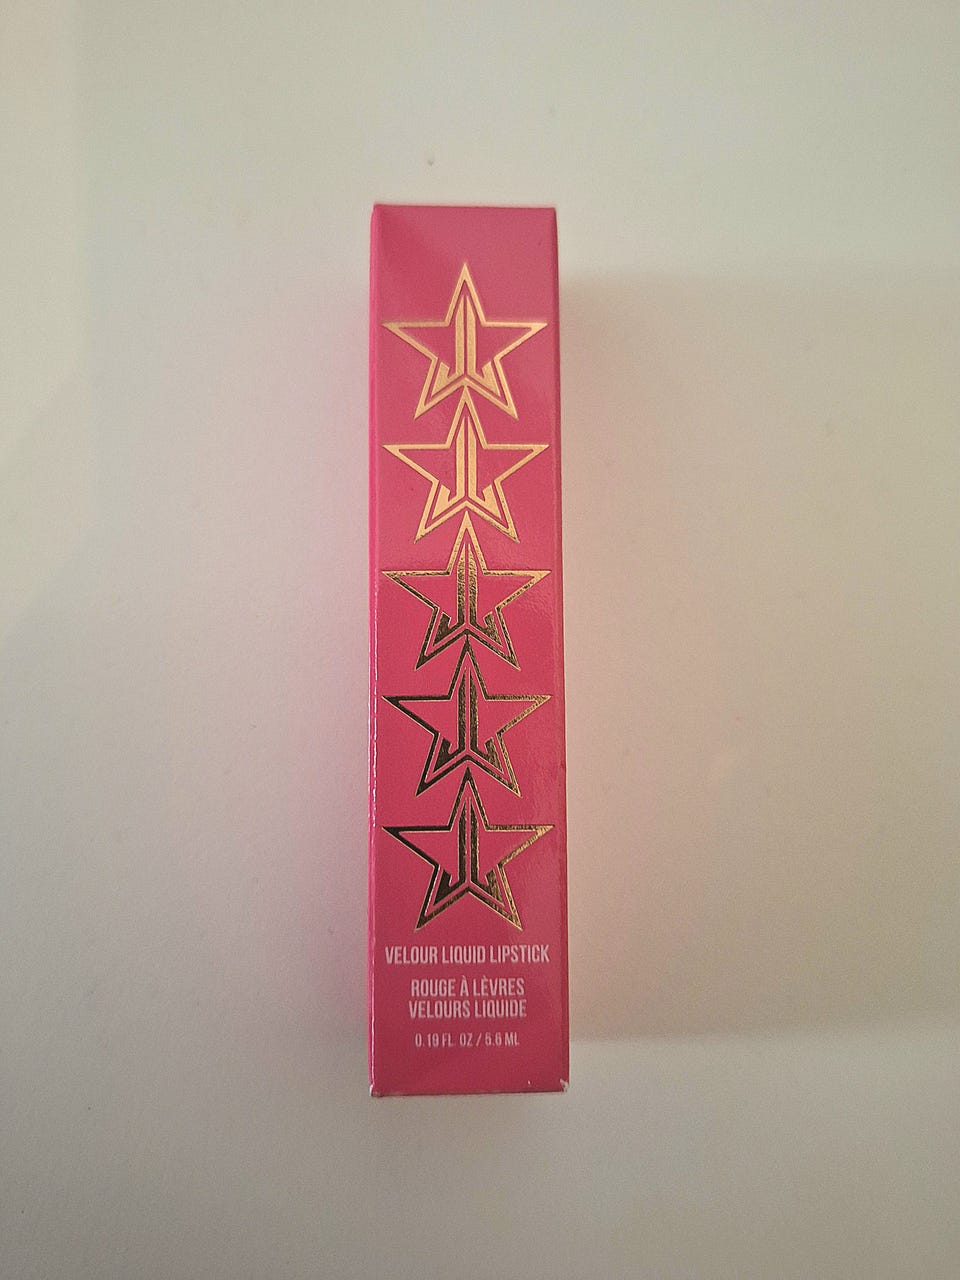 VELOUR LIQUID LIPSTICK
ROUGE À LÈVRES
VELOURS LIQUIDE
0.19 FL. OZ / 5.6 ML